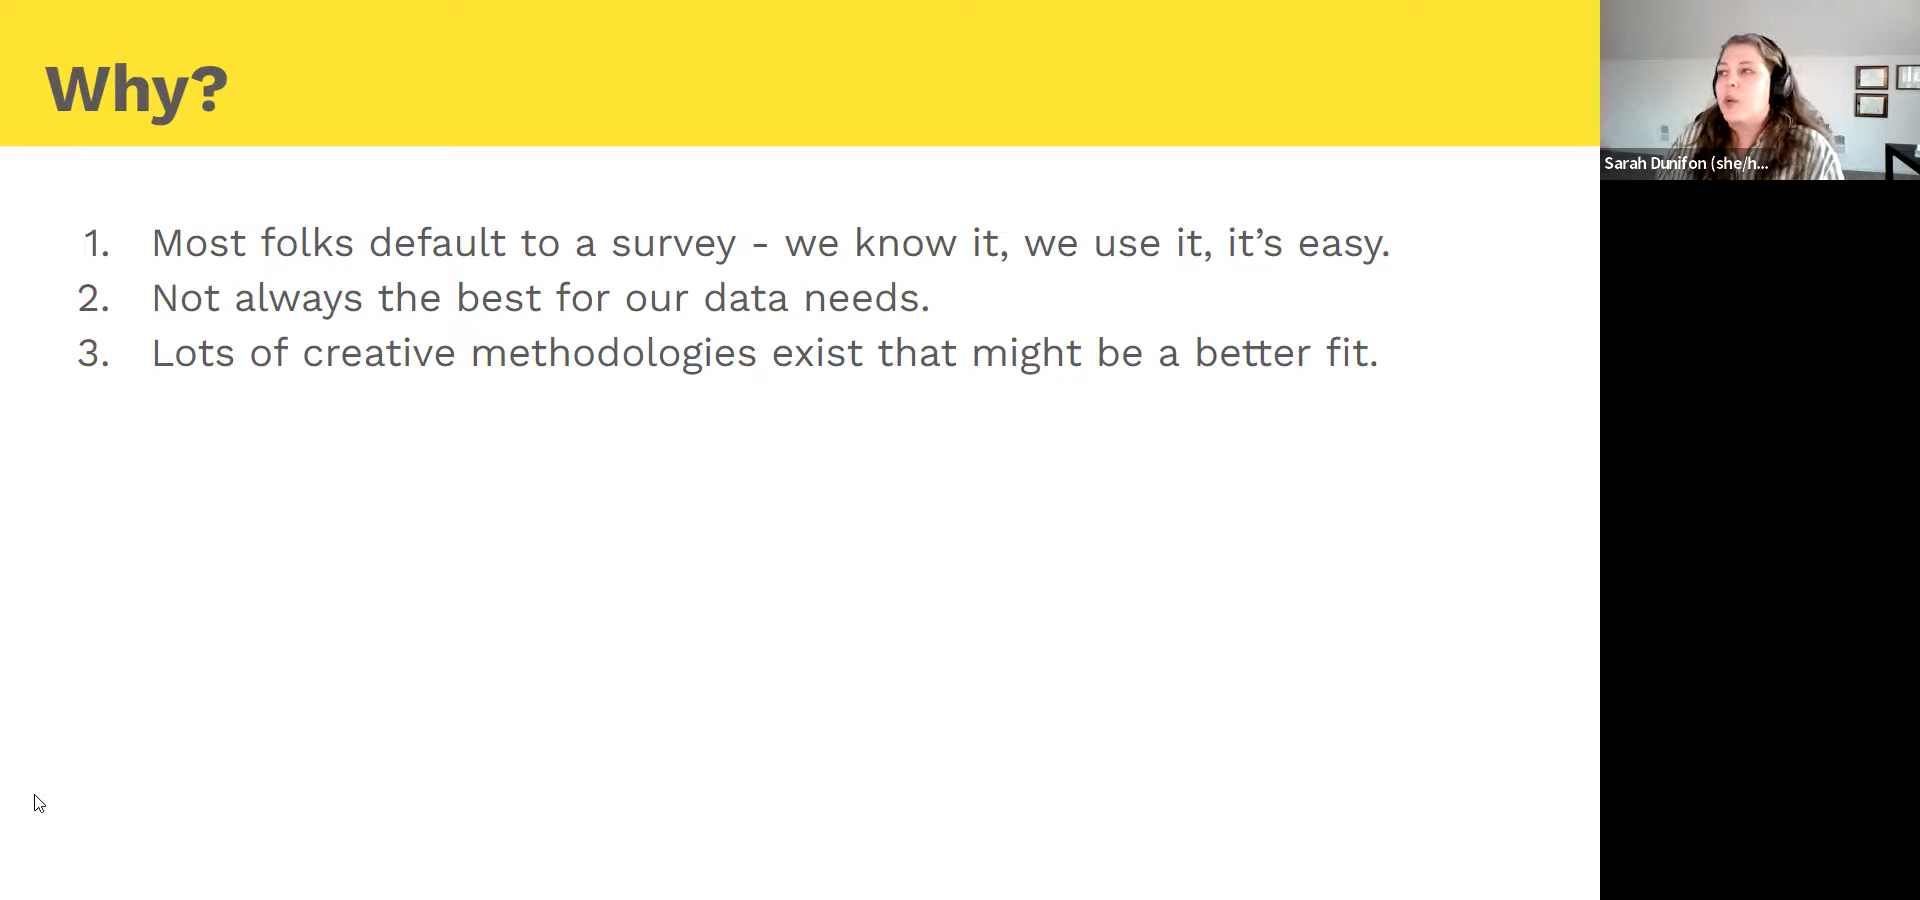 Why?
1. Most folks default to a survey - we know it, we use it, it’s easy.
2. Not always the best for our data needs.
3. Lots of creative methodologies exist that might be a better fit.
Sarah Dunifon (she/h...